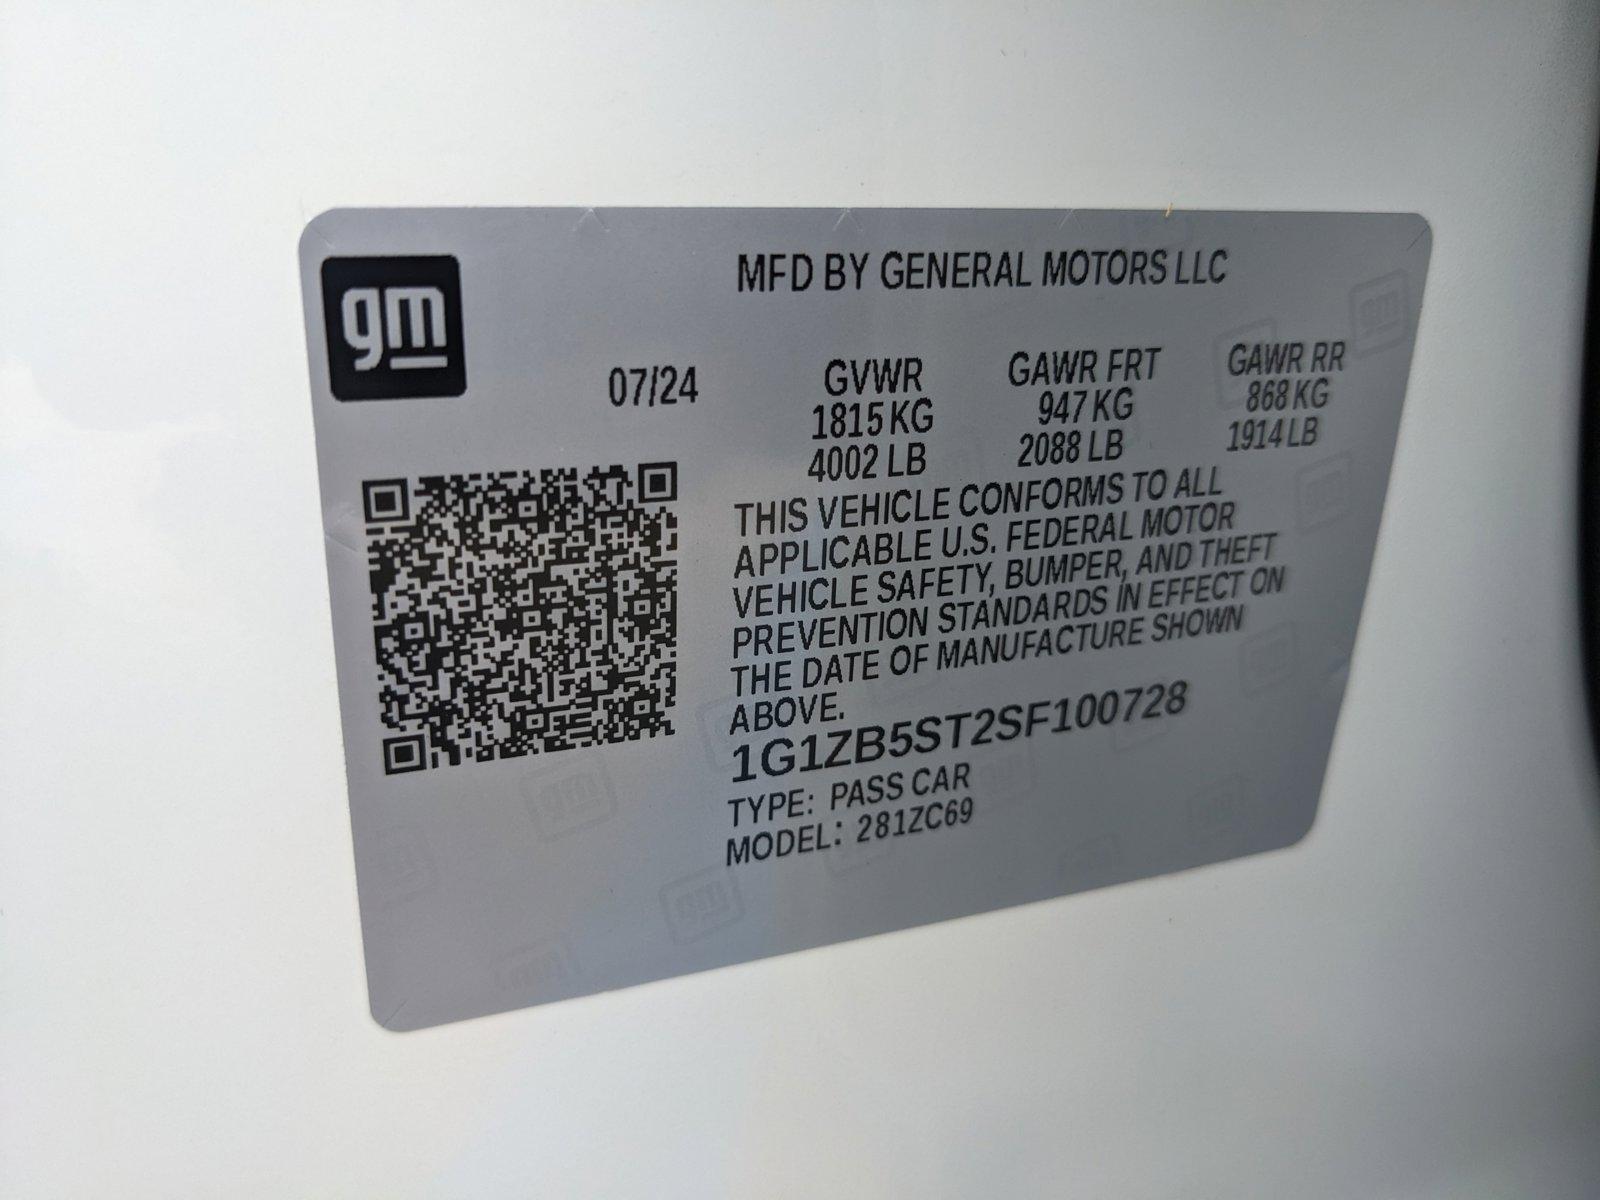 gm
MFD BY GENERAL MOTORS LLC
07/24
GVWR GAWR FRT GAWR RR
1815 KG 947 KG 868 KG
4002 LB 2088 LB 1914 LB
THIS VEHICLE CONFORMS TO ALL
APPLICABLE U.S. FEDERAL MOTOR
VEHICLE SAFETY, BUMPER, AND THEFT
PREVENTION STANDARDS IN EFFECT ON
THE DATE OF MANUFACTURE SHOWN
ABOVE.
1G1ZB5ST2SF100728
TYPE: PASS CAR
MODEL: 281ZC69